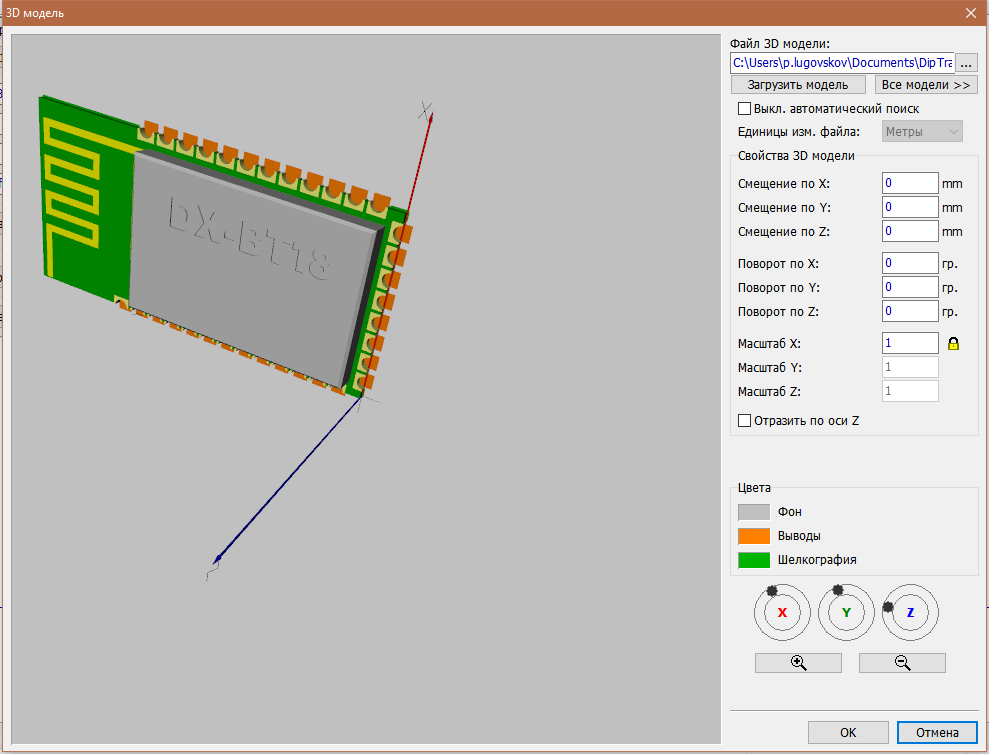 3D модель
Файл 3D модели:
C:\Users\p.lugovskov\Documents\DipTra
...
Загрузить модель
Все модели >>
Выкл. автоматический поиск
Единицы изм. файла:
Метры
Свойства 3D модели
Смещение по X:
0
mm
Смещение по Y:
0
mm
Смещение по Z:
0
mm
Поворот по X:
0
гр.
Поворот по Y:
0
гр.
Поворот по Z:
0
гр.
Масштаб X:
1
Масштаб Y:
1
Масштаб Z:
1
Отразить по оси Z
Цвета
Фон
Выводы
Шелкография
X
Y
Z
OK
Отмена
X